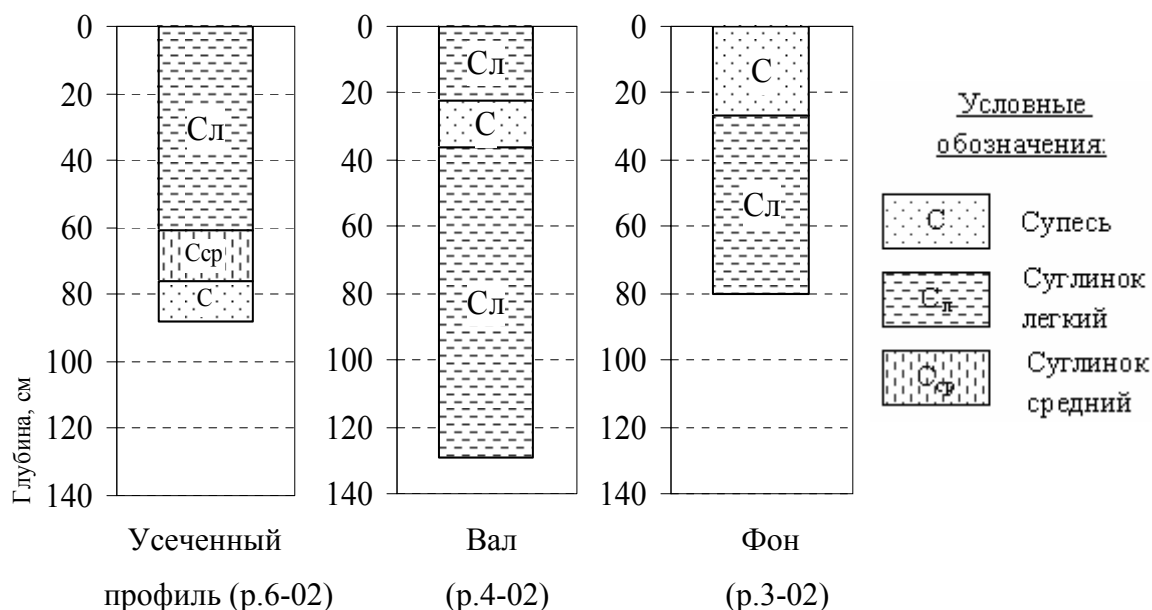 Глубина, см
0
20
40
60
80
100
120
140
Сл
Сср
С
Усеченный
профиль (р.6-02)
0
20
40
60
80
100
120
140
Сл
С
Сл
Вал
(р.4-02)
0
20
40
60
80
100
120
140
С
Сл
Фон
(р.3-02)
Условные
обозначения:
С Супесь
Сл Суглинок
легкий
Сср Суглинок
средний